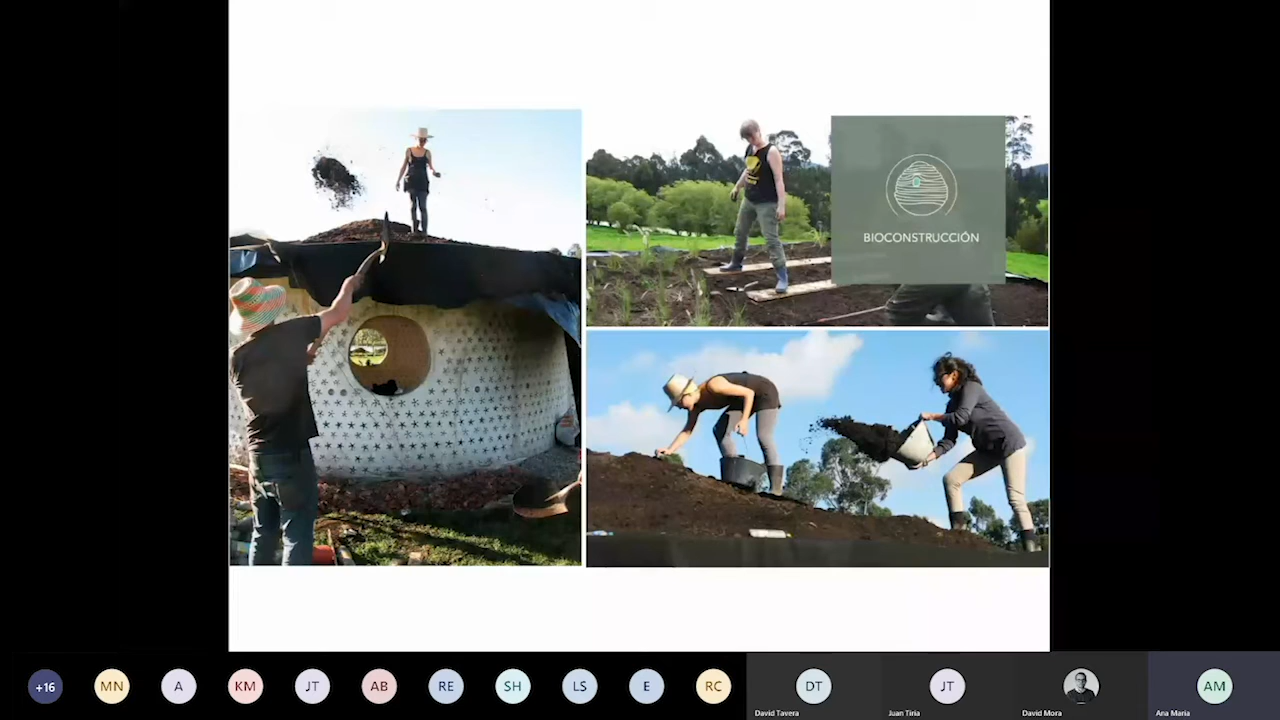 BIOCONSTRUCCIÓN
+16
MN
A
KM
JT
AB
RE
SH
LS
E
RC
DT
JT
AM
David Tavera
Juan Tiria
David Mora
Ana Maria